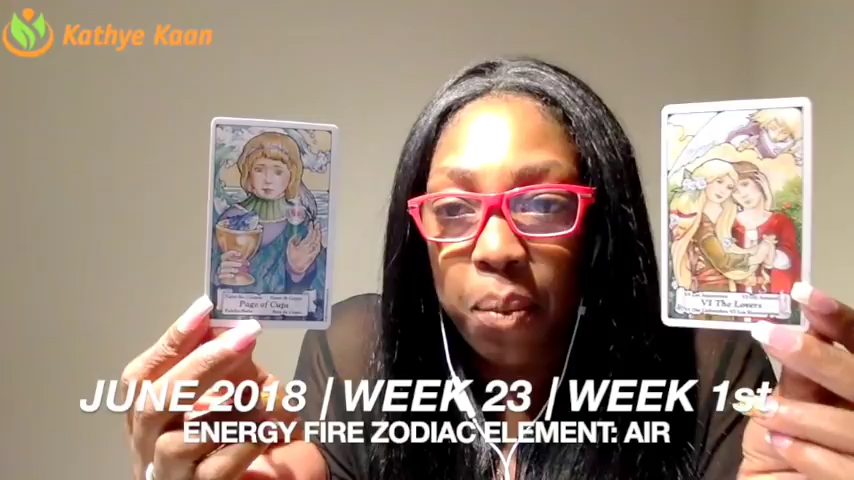 Kathye Kaan
Page of Cups
VI The Lovers
JUNE 2018 / WEEK 23 / WEEK 1st
ENERGY FIRE ZODIAC ELEMENT: AIR